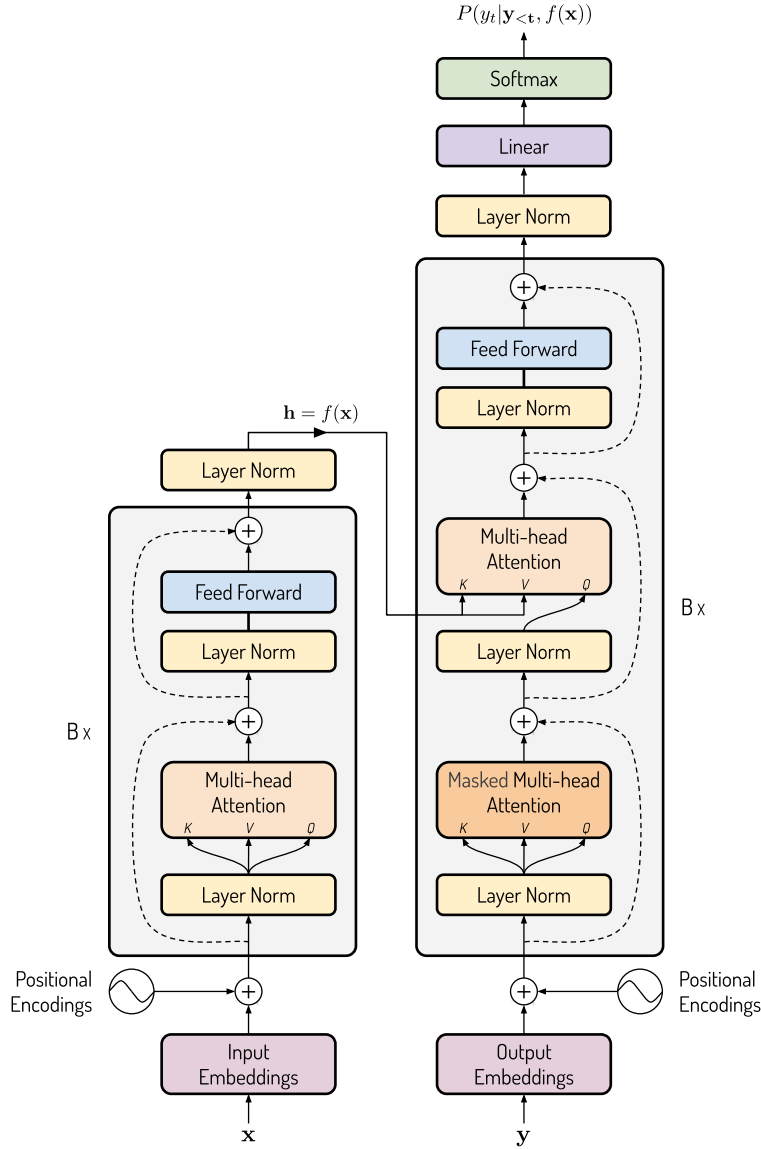 P(y_t|y_{<t}, f(x))
Softmax
Linear
Layer Norm
Feed Forward
Layer Norm
Multi-head
Attention
K V Q
Layer Norm
B x
Masked Multi-head
Attention
K V Q
Layer Norm
Positional
Encodings
Output
Embeddings
y
h = f(x)
Layer Norm
Feed Forward
Layer Norm
B x
Multi-head
Attention
K V Q
Layer Norm
Positional
Encodings
Input
Embeddings
x